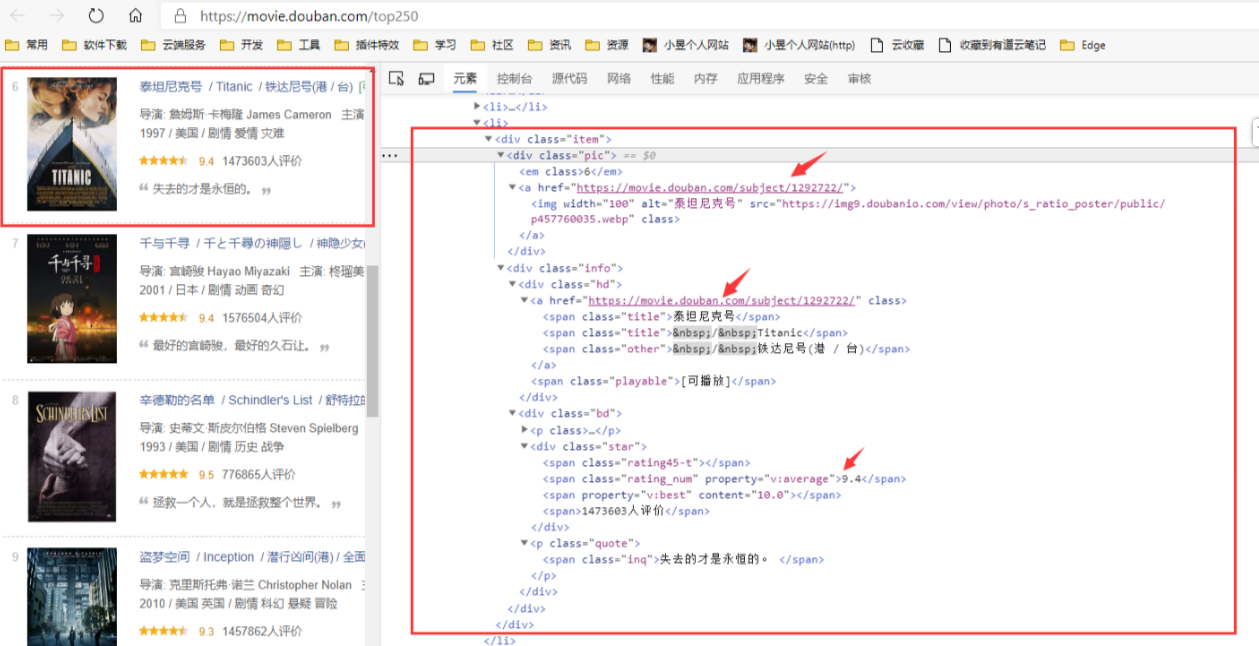 https://movie.douban.com/top250
常用 软件下载 云端服务 开发 工具 插件特效 学习 社区 资讯 资源 小昱个人网站 小昱个人网站(http) 云收藏 收藏到有道云笔记 Edge
6
泰坦尼克号 / Titanic / 铁达尼号(港 / 台)
导演: 詹姆斯·卡梅隆 James Cameron 主演
1997 / 美国 / 剧情 爱情 灾难
9.4 1473603人评价
“ 失去的才是永恒的。 ”
TITANIC
7
千与千寻 / 千と千尋の神隠し / 神隐少女
导演: 宫崎骏 Hayao Miyazaki 主演: 柊瑠美
2001 / 日本 / 剧情 动画 奇幻
9.4 1576504人评价
“ 最好的宫崎骏，最好的久石让。 ”
千与千寻
8
辛德勒的名单 / Schindler's List / 舒特拉的
导演: 史蒂文·斯皮尔伯格 Steven Spielberg
1993 / 美国 / 剧情 历史 战争
9.5 776865人评价
“ 拯救一个人，就是拯救整个世界。 ”
SCHINDLER'S LIST
9
盗梦空间 / Inception / 潜行凶间(港) / 全面
导演: 克里斯托弗·诺兰 Christopher Nolan
2010 / 美国 英国 / 剧情 科幻 悬疑 冒险
9.3 1457862人评价
元素 控制台 源代码 网络 性能 内存 应用程序 安全 审核
<li>…</li>
<li>
<div class="item">
<div class="pic"> == $0
<em class>6</em>
<a href="https://movie.douban.com/subject/1292722/">
<img width="100" alt="泰坦尼克号" src="https://img9.doubanio.com/view/photo/s_ratio_poster/public/
p457760035.webp" class>
</a>
</div>
<div class="info">
<div class="hd">
<a href="https://movie.douban.com/subject/1292722/" class>
<span class="title">泰坦尼克号</span>
<span class="title">&nbsp;/&nbsp;Titanic</span>
<span class="other">&nbsp;/&nbsp;铁达尼号(港 / 台)</span>
</a>
<span class="playable">[可播放]</span>
</div>
<div class="bd">
<p class>…</p>
<div class="star">
<span class="rating45-t"></span>
<span class="rating_num" property="v:average">9.4</span>
<span property="v:best" content="10.0"></span>
<span>1473603人评价</span>
</div>
<p class="quote">
<span class="inq">失去的才是永恒的。 </span>
</p>
</div>
</div>
</div>
</li>